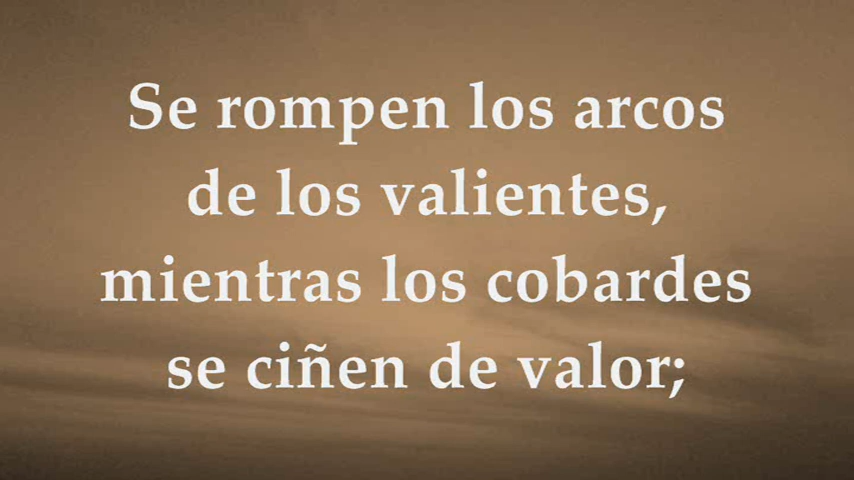 Se rompen los arcos
de los valientes,
mientras los cobardes
se ciñen de valor;